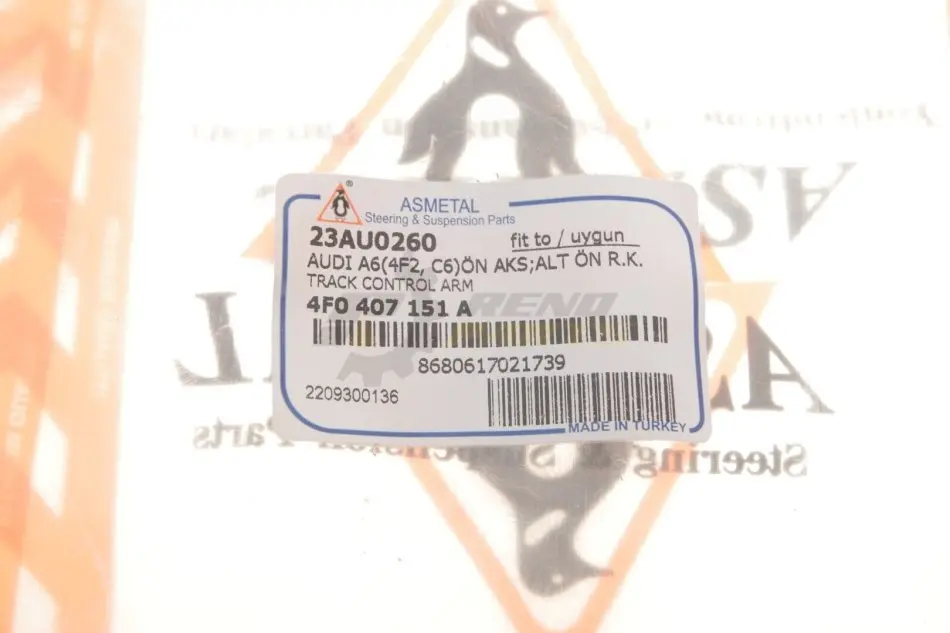 ASMETAL
Steering & Suspension Parts
23AU0260 fit to / uygun
AUDI A6(4F2, C6)ÖN AKS;ALT ÖN R.K.
TRACK CONTROL ARM
4F0 407 151 A
RENO
8680617021739
2209300136
MADE IN TURKEY
Steering & Suspension Parts